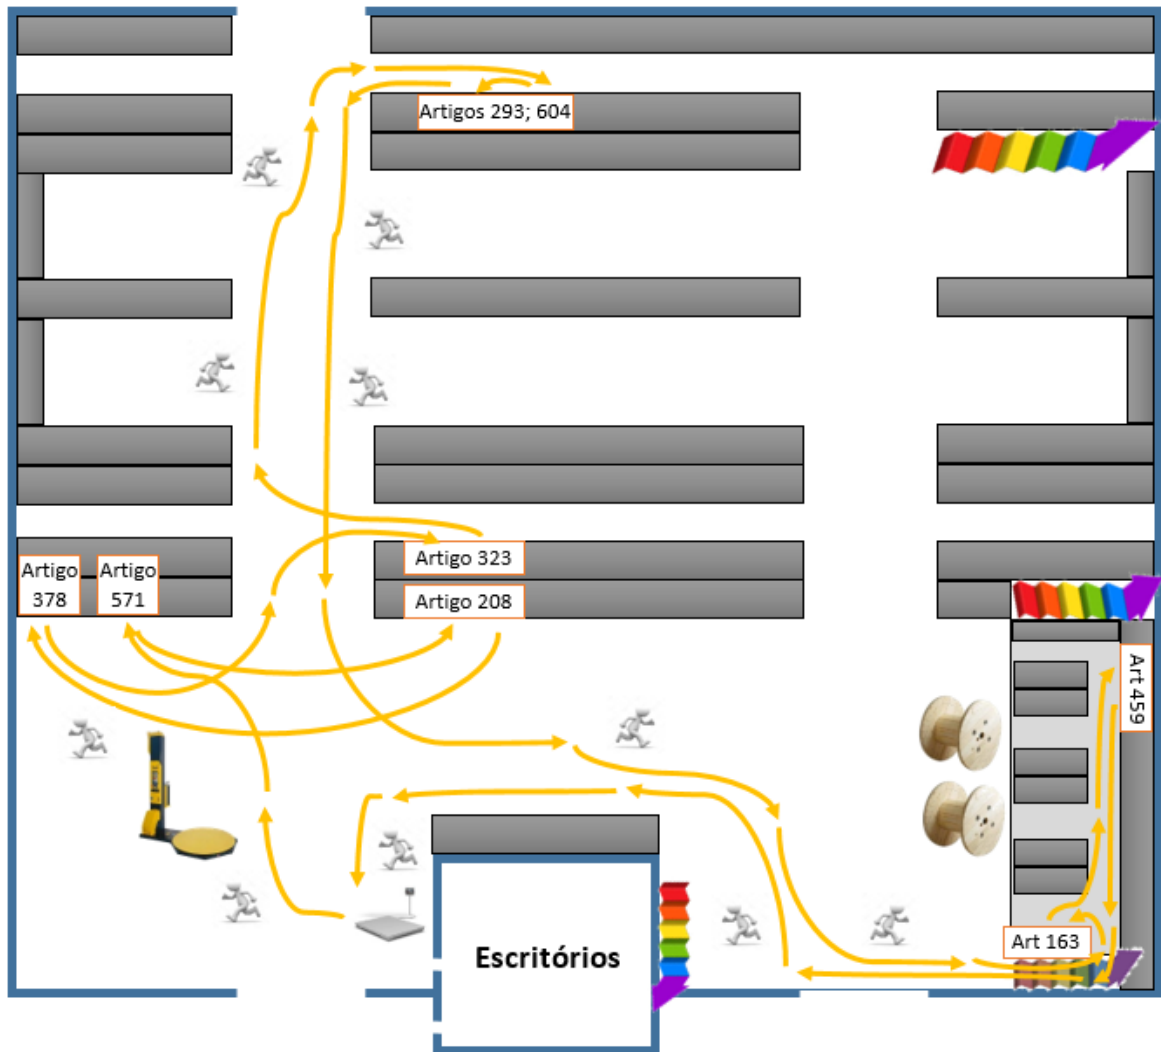 Artigos 293; 604
Artigo 323
Artigo
378
Artigo
571
Artigo 208
Art 459
Art 163
Escritórios